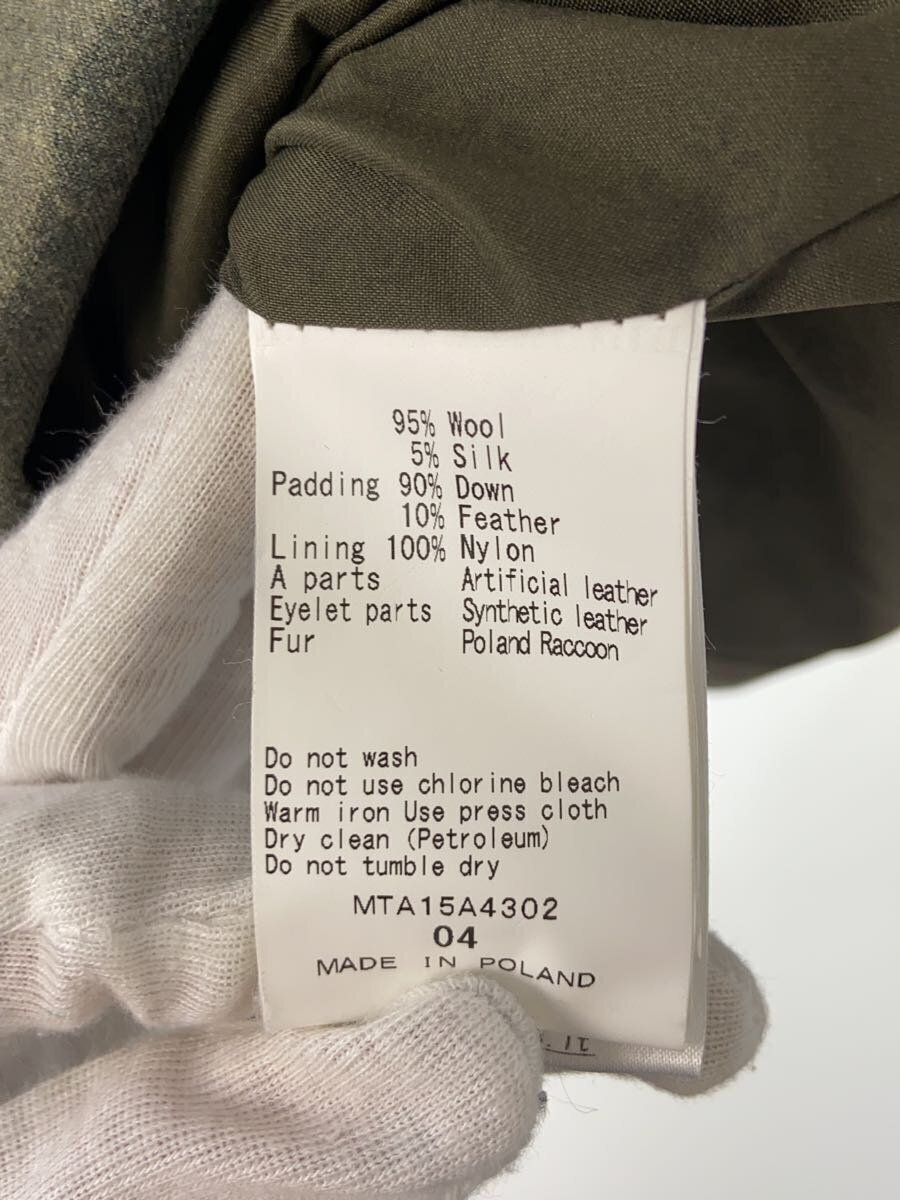 95% Wool
5% Silk
Padding 90% Down
10% Feather
Lining 100% Nylon
A parts Artificial leather
Eyelet parts Synthetic leather
Fur Poland Raccoon
Do not wash
Do not use chlorine bleach
Warm iron Use press cloth
Dry clean (Petroleum)
Do not tumble dry
MTA15A4302
04
MADE IN POLAND